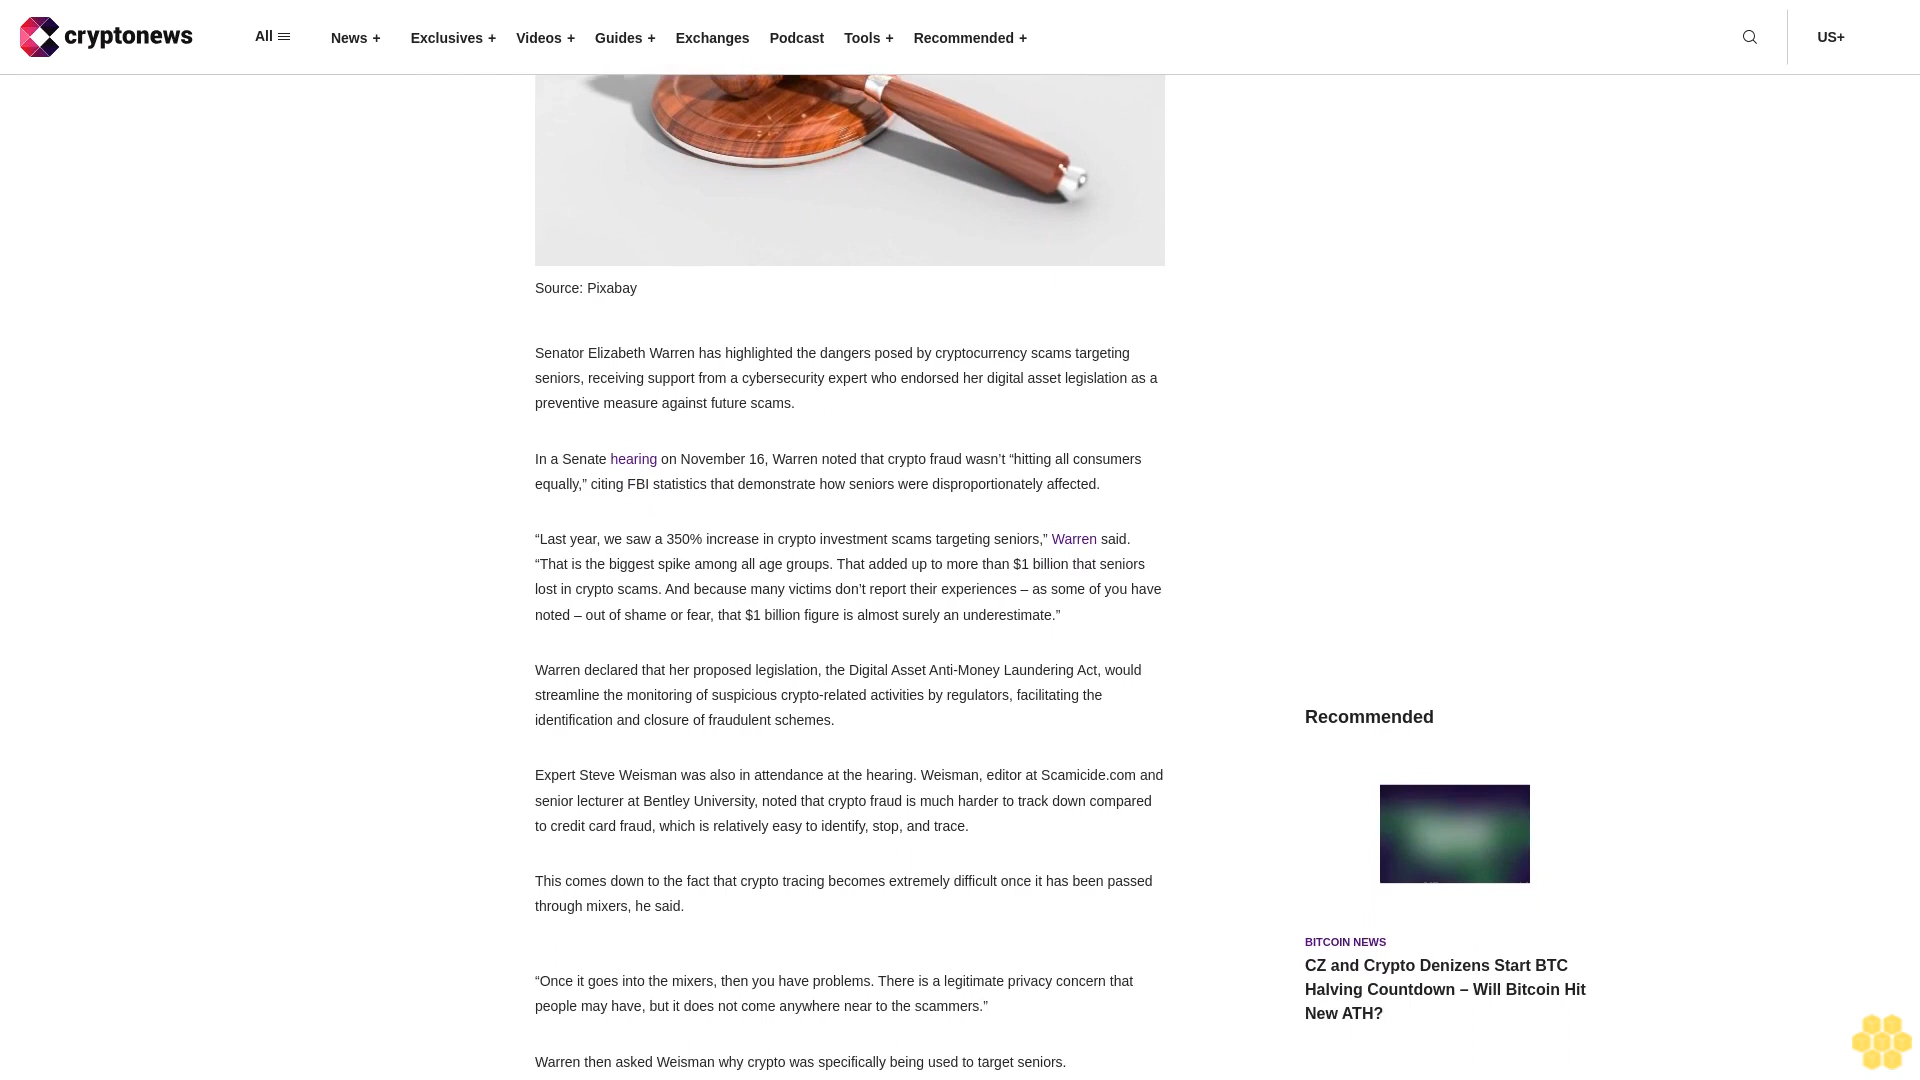 cryptonews
All
News +
Exclusives +
Videos +
Guides +
Exchanges
Podcast
Tools +
Recommended +
US+
Source: Pixabay
Senator Elizabeth Warren has highlighted the dangers posed by cryptocurrency scams targeting
seniors, receiving support from a cybersecurity expert who endorsed her digital asset legislation as a
preventive measure against future scams.
In a Senate hearing on November 16, Warren noted that crypto fraud wasn’t “hitting all consumers
equally,” citing FBI statistics that demonstrate how seniors were disproportionately affected.
“Last year, we saw a 350% increase in crypto investment scams targeting seniors,” Warren said.
“That is the biggest spike among all age groups. That added up to more than $1 billion that seniors
lost in crypto scams. And because many victims don’t report their experiences – as some of you have
noted – out of shame or fear, that $1 billion figure is almost surely an underestimate.”
Warren declared that her proposed legislation, the Digital Asset Anti-Money Laundering Act, would
streamline the monitoring of suspicious crypto-related activities by regulators, facilitating the
identification and closure of fraudulent schemes.
Expert Steve Weisman was also in attendance at the hearing. Weisman, editor at Scamicide.com and
senior lecturer at Bentley University, noted that crypto fraud is much harder to track down compared
to credit card fraud, which is relatively easy to identify, stop, and trace.
This comes down to the fact that crypto tracing becomes extremely difficult once it has been passed
through mixers, he said.
“Once it goes into the mixers, then you have problems. There is a legitimate privacy concern that
people may have, but it does not come anywhere near to the scammers.”
Warren then asked Weisman why crypto was specifically being used to target seniors.
Recommended
BITCOIN NEWS
CZ and Crypto Denizens Start BTC
Halving Countdown – Will Bitcoin Hit
New ATH?